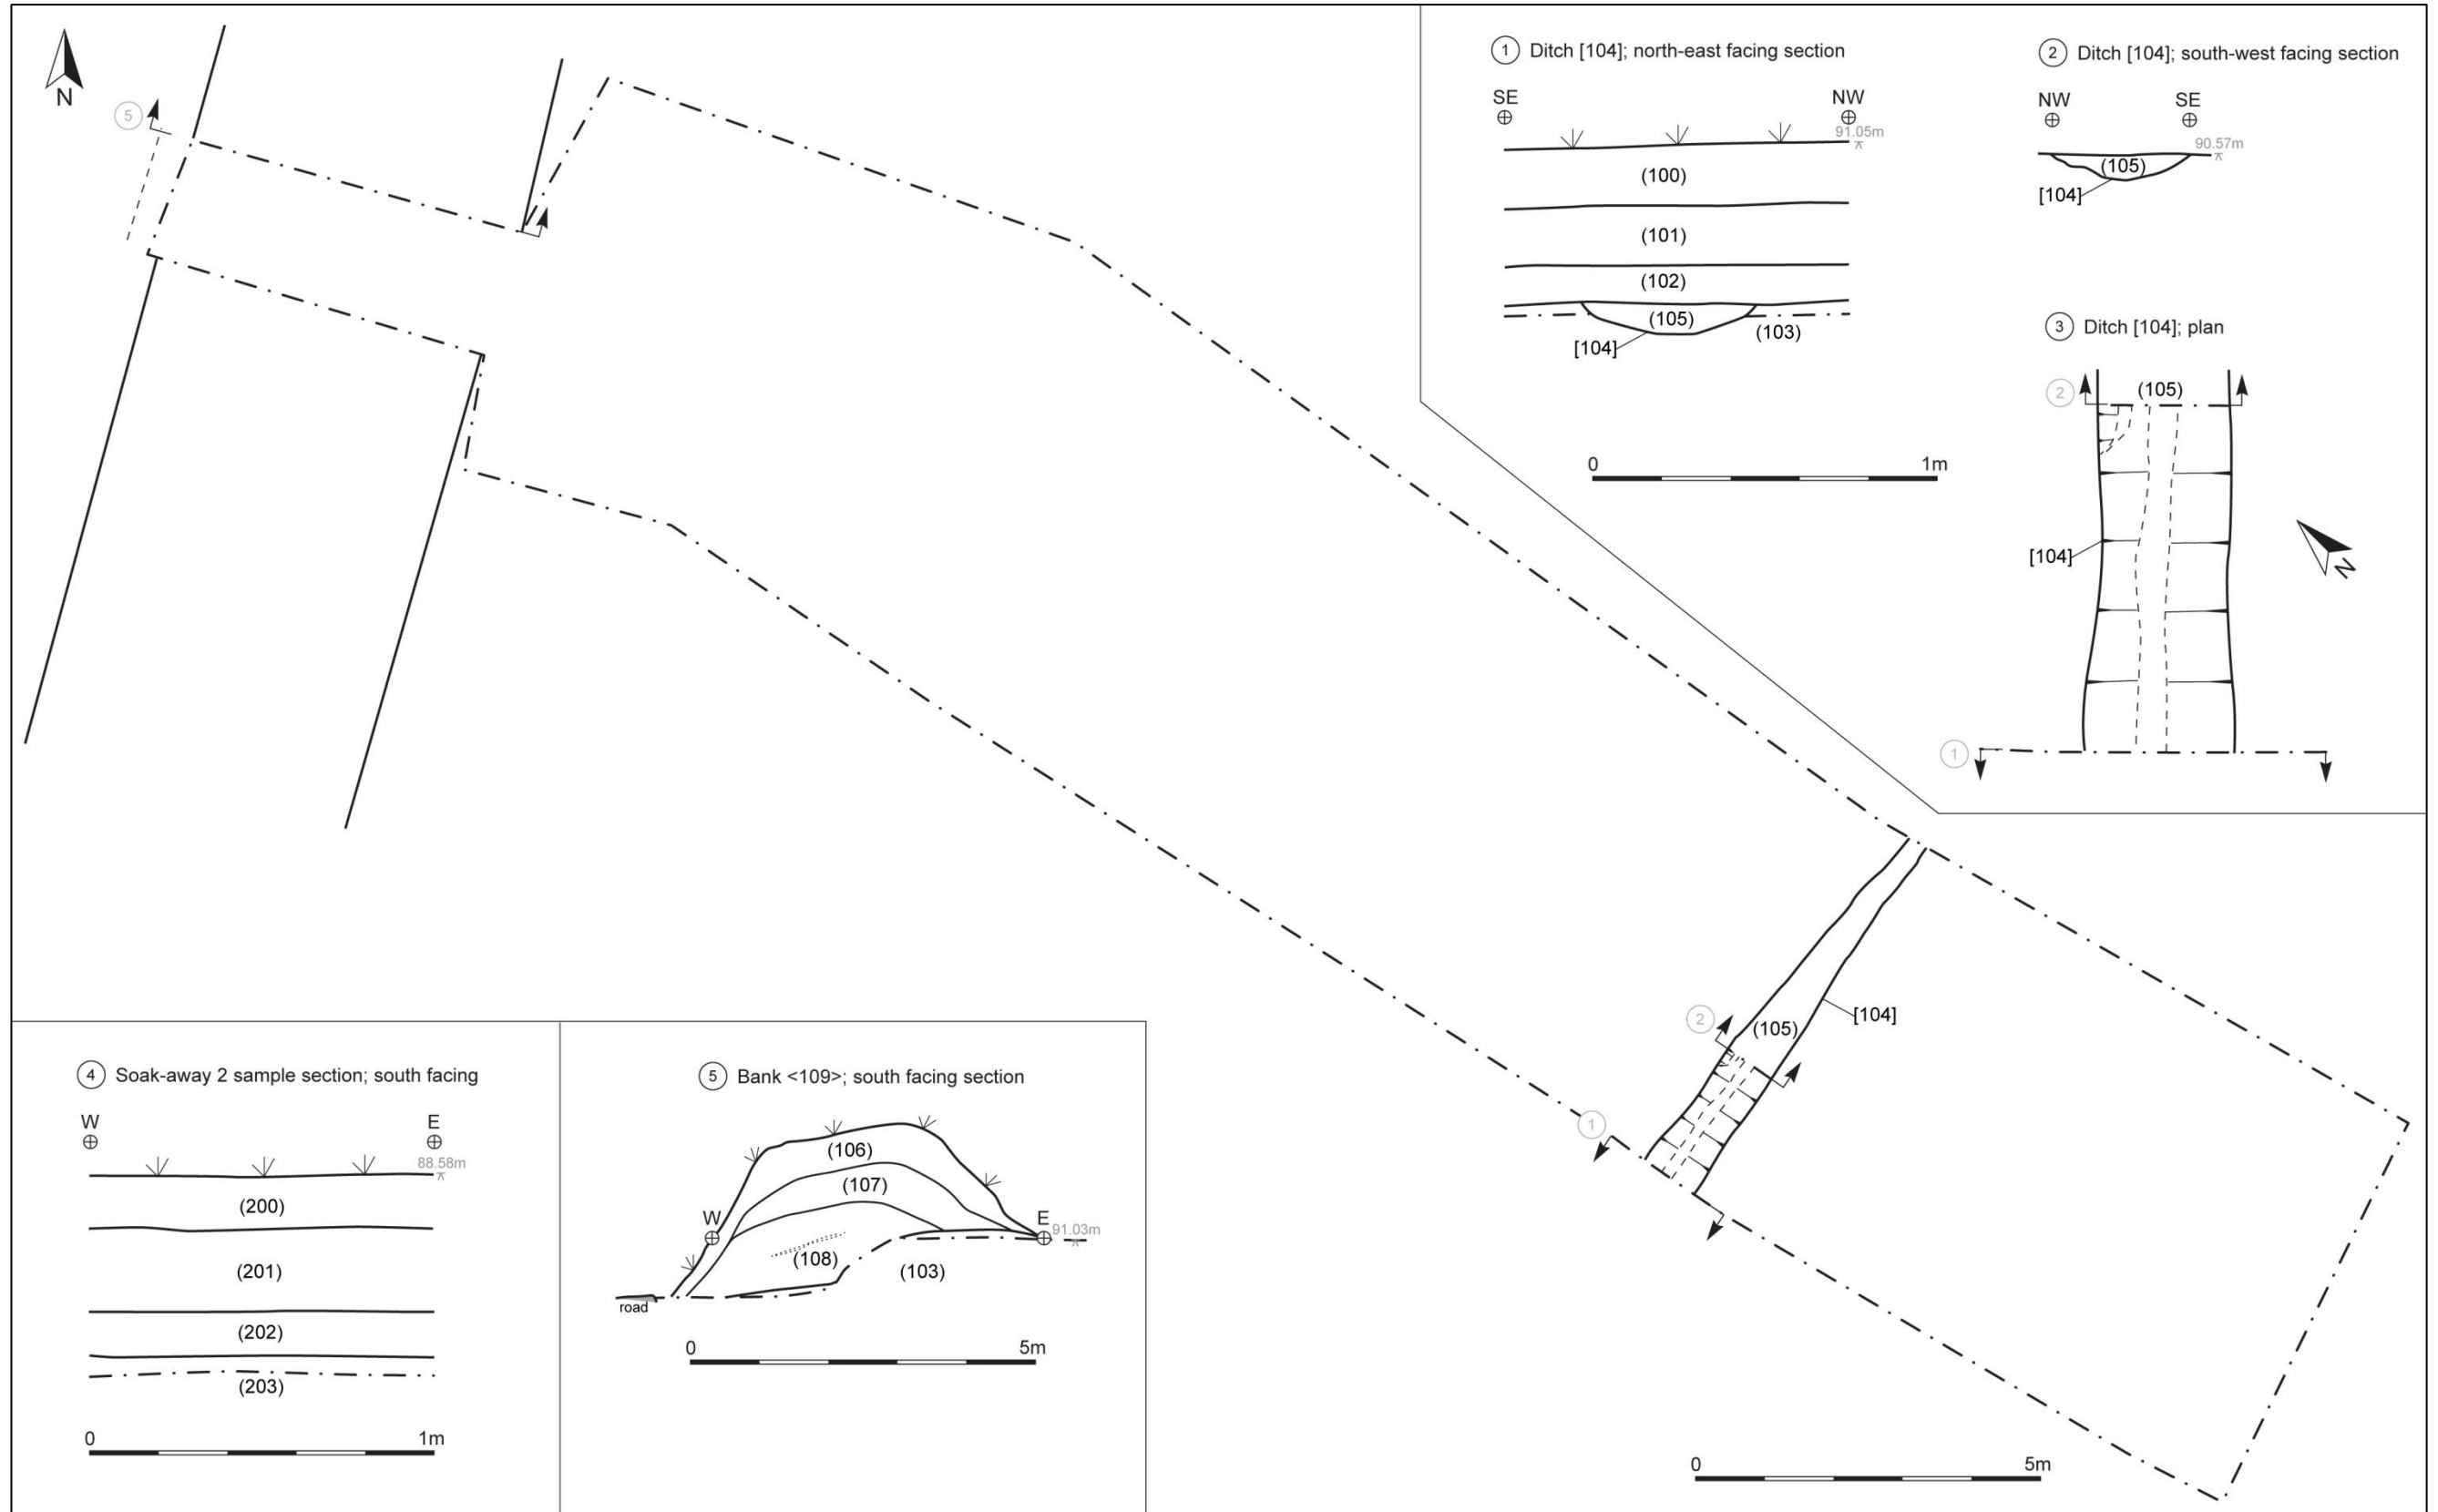 N
5
1 Ditch [104]; north-east facing section
SE
NW
91.05m
(100)
(101)
(102)
(105)
(103)
[104]
0 1m
2 Ditch [104]; south-west facing section
NW
SE
90.57m
(105)
[104]
3 Ditch [104]; plan
2
(105)
[104]
N
1
2
(105)
[104]
1
0 5m
4 Soak-away 2 sample section; south facing
W
E
88.58m
(200)
(201)
(202)
(203)
0 1m
5 Bank <109>; south facing section
(106)
(107)
W
E
91.03m
(108)
(103)
road
0 5m